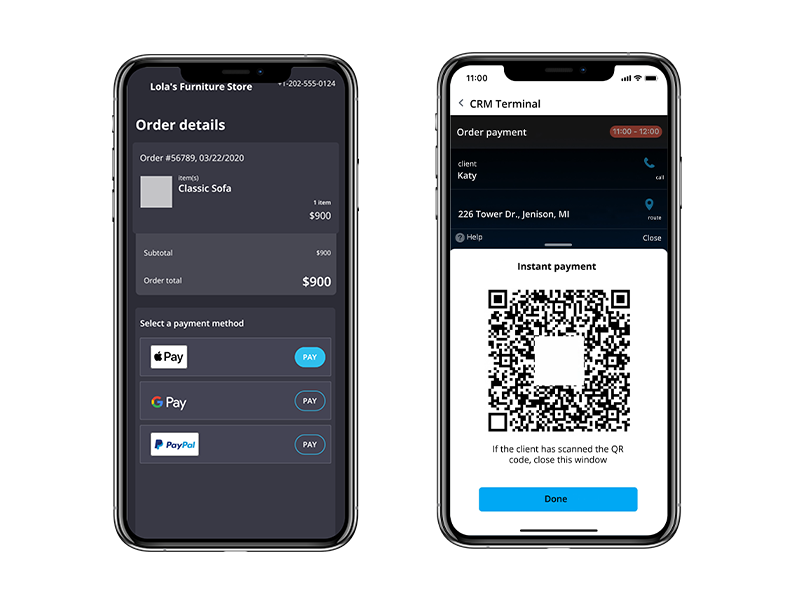 Lola's Furniture Store
+1-202-555-0124
Order details
Order #56789, 03/22/2020
item(s)
Classic Sofa
1 item
$900
Subtotal
$900
Order total
$900
Select a payment method
Pay
PAY
G Pay
PAY
PayPal
PAY
11:00
CRM Terminal
Order payment
11:00 – 12:00
client
Katy
call
226 Tower Dr., Jenison, MI
route
? Help
Close
Instant payment
If the client has scanned the QR
code, close this window
Done